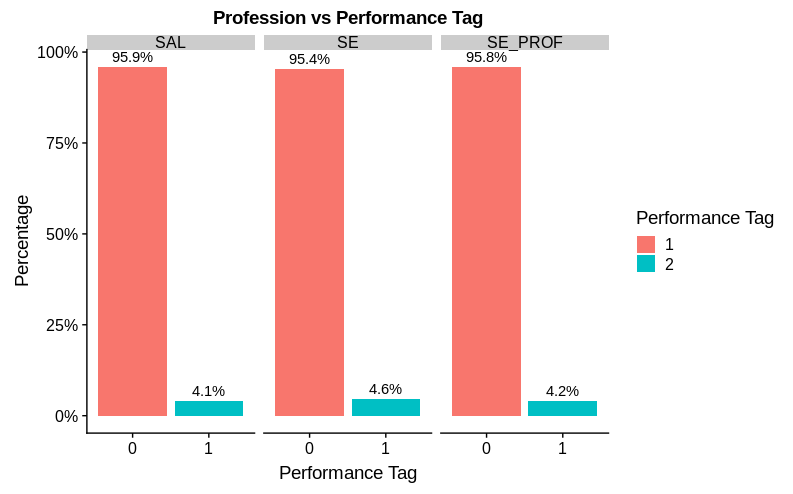 Profession vs Performance Tag
SAL SE SE_PROF
100%
95.9% 95.4% 95.8%
75%
50%
25%
0%
4.1% 4.6% 4.2%
0 1 0 1 0 1
Performance Tag
Percentage
Performance Tag
1
2